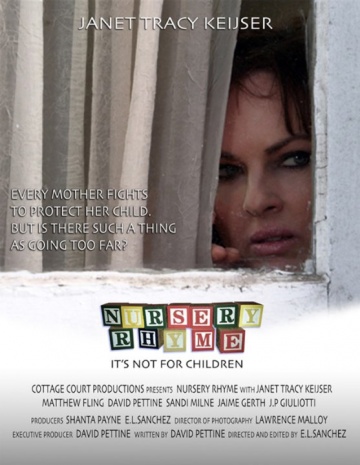 JANET TRACY KEIJSER
EVERY MOTHER FIGHTS
TO PROTECT HER CHILD.
BUT IS THERE SUCH A THING
AS GOING TOO FAR?
NURSERY
RHYME
IT'S NOT FOR CHILDREN
COTTAGE COURT PRODUCTIONS PRESENTS NURSERY RHYME WITH JANET TRACY KEIJSER
MATTHEW FLING DAVID PETTINE SANDI MILNE JAIME GERTH J.P GIULIOTTI
PRODUCERS SHANTA PAYNE E.L.SANCHEZ DIRECTOR OF PHOTOGRAPHY LAWRENCE MALLOY
EXECUTIVE PRODUCER DAVID PETTINE WRITTEN BY DAVID PETTINE DIRECTED AND EDITED BY E.L.SANCHEZ